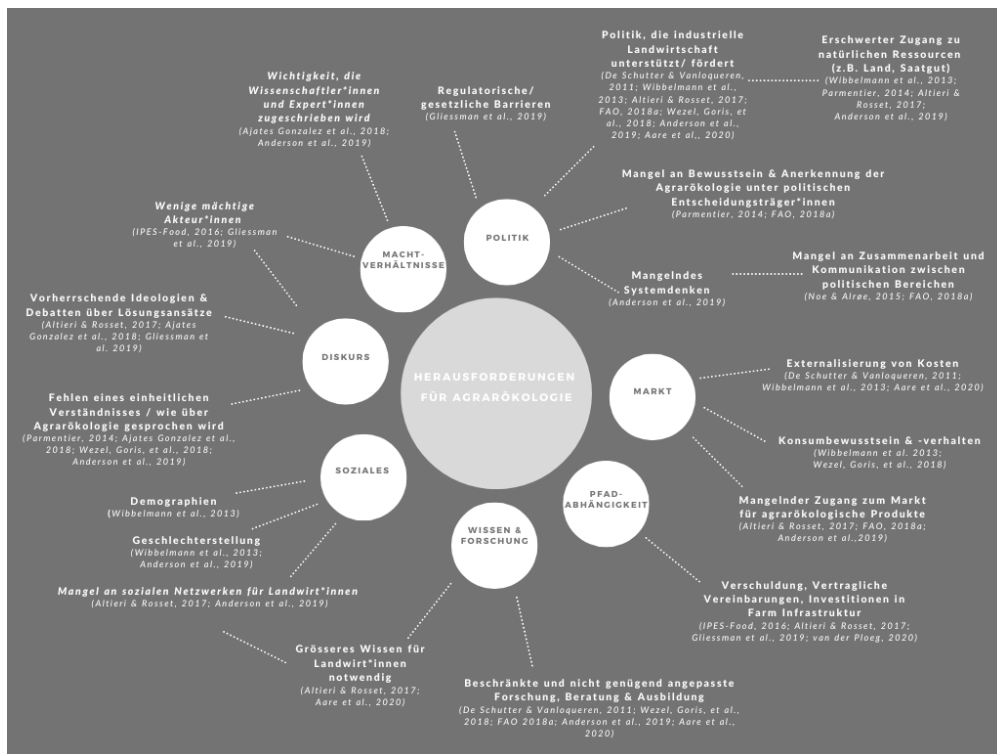 Politik, die industrielle
Landwirtschaft
unterstützt/ fördert
(De Schutter & Vanloqueren,
2011; Wibbelmann et al.,
2013; Altieri & Rosset, 2017;
FAO, 2018a; Wezel, Goris, et
al., 2018; Anderson et al.,
2019; Aare et al., 2020)
Erschwerter Zugang zu
natürlichen Ressourcen
(z.B. Land, Saatgut)
(Wibbelmann et al., 2013;
Parmentier, 2014; Altieri &
Rosset, 2017;
Anderson et al., 2019)
Wichtigkeit, die
Wissenschaftler*innen
und Expert*innen
zugeschrieben wird
(Ajates Gonzalez et al., 2018;
Anderson et al., 2019)
Regulatorische/
gesetzliche Barrieren
(Gliessman et al., 2019)
Mangel an Bewusstsein & Anerkennung der
Agrarökologie unter politischen
Entscheidungsträger*innen
(Parmentier, 2014; FAO, 2018a)
Wenige mächtige
Akteur*innen
(IPES-Food, 2016; Gliessman
et al., 2019)
MACHT-
VERHÄLTNISSE
POLITIK
Mangelndes
Systemdenken
(Anderson et al., 2019)
Mangel an Zusammenarbeit und
Kommunikation zwischen
politischen Bereichen
(Noe & Alrøe, 2015; FAO, 2018a)
Vorherrschende Ideologien &
Debatten über Lösungsansätze
(Altieri & Rosset, 2017; Ajates
Gonzalez et al., 2018; Gliessman et
al. 2019)
DISKURS
HERAUSFORDERUNGEN
FÜR AGRARÖKOLOGIE
MARKT
Externalisierung von Kosten
(De Schutter & Vanloqueren, 2011;
Wibbelmann et al., 2013; Aare et al., 2020)
Fehlen eines einheitlichen
Verständnisses / wie über
Agrarökologie gesprochen wird
(Parmentier, 2014; Ajates Gonzalez et al.,
2018; Wezel, Goris, et al., 2018;
Anderson et al., 2019)
Konsumbewusstsein & -verhalten
(Wibbelmann et al. 2013;
Wezel, Goris, et al., 2018)
SOZIALES
PFAD-
ABHÄNGIGKEIT
Mangelnder Zugang zum Markt
für agrarökologische Produkte
(Altieri & Rosset, 2017; FAO, 2018a;
Anderson et al.,2019)
Demographien
(Wibbelmann et al., 2013)
WISSEN &
FORSCHUNG
Geschlechterstellung
(Wibbelmann et al., 2013;
Anderson et al., 2019)
Mangel an sozialen Netzwerken für Landwirt*innen
(Altieri & Rosset, 2017; Anderson et al., 2019)
Verschuldung, Vertragliche
Vereinbarungen, Investitionen in
Farm Infrastruktur
(IPES-Food, 2016; Altieri & Rosset, 2017;
Gliessman et al., 2019; van der Ploeg, 2020)
Grösseres Wissen für
Landwirt*innen
notwendig
(Altieri & Rosset, 2017;
Aare et al., 2020)
Beschränkte und nicht genügend angepasste
Forschung, Beratung & Ausbildung
(De Schutter & Vanloqueren, 2011; Wezel, Goris, et al.,
2018; FAO 2018a; Anderson et al., 2019; Aare et al.,
2020)